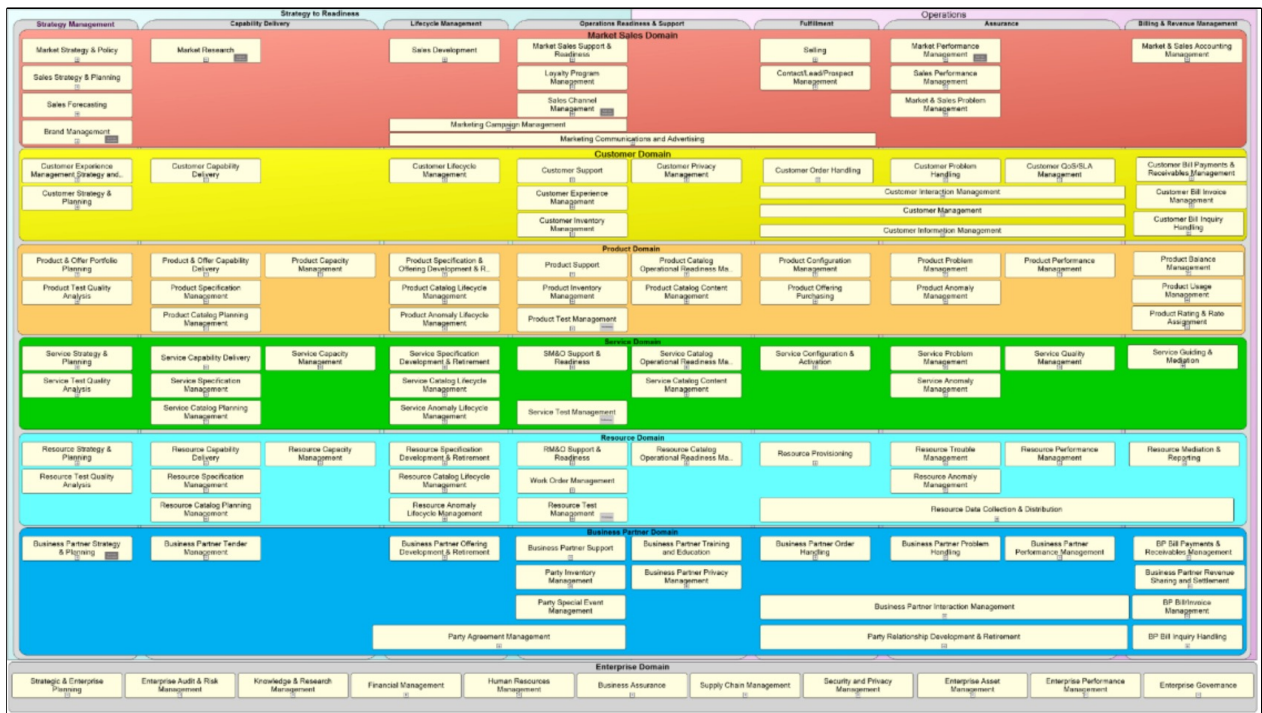 Strategy to Readiness
Operations
Strategy Management
Capability Delivery
Lifecycle Management
Operations Readiness & Support
Fulfillment
Assurance
Billing & Revenue Management
Market Sales Domain
Market Strategy & Policy
Market Research
Sales Development
Market Sales Support &
Readiness
Selling
Market Performance
Management
Market & Sales Accounting
Management
Sales Strategy & Planning
Loyalty Program
Management
Contact/Lead/Prospect
Management
Sales Performance
Management
Sales Forecasting
Sales Channel
Management
Market & Sales Problem
Management
Brand Management
Marketing Campaign Management
Marketing Communications and Advertising
Customer Domain
Customer Experience
Management Strategy and..
Customer Capability
Delivery
Customer Lifecycle
Management
Customer Support
Customer Privacy
Management
Customer Order Handling
Customer Problem
Handling
Customer QoS/SLA
Management
Customer Bill Payments &
Receivables Management
Customer Strategy &
Planning
Customer Experience
Management
Customer Interaction Management
Customer Bill Invoice
Management
Customer Management
Customer Inventory
Management
Customer Information Management
Customer Bill Inquiry
Handling
Product Domain
Product & Offer Portfolio
Planning
Product & Offer Capability
Delivery
Product Capacity
Management
Product Specification &
Offering Development & R..
Product Support
Product Catalog
Operational Readiness Ma..
Product Configuration
Management
Product Problem
Management
Product Performance
Management
Product Balance
Management
Product Test Quality
Analysis
Product Specification
Management
Product Catalog Lifecycle
Management
Product Inventory
Management
Product Catalog Content
Management
Product Offering
Purchasing
Product Anomaly
Management
Product Usage
Management
Product Catalog Planning
Management
Product Anomaly Lifecycle
Management
Product Test Management
Product Rating & Rate
Assignment
Service Domain
Service Strategy &
Planning
Service Capability Delivery
Service Capacity
Management
Service Specification
Development & Retirement
SM&O Support &
Readiness
Service Catalog
Operational Readiness Ma..
Service Configuration &
Activation
Service Problem
Management
Service Quality
Management
Service Guiding &
Mediation
Service Test Quality
Analysis
Service Specification
Management
Service Catalog Lifecycle
Management
Service Catalog Content
Management
Service Anomaly
Management
Service Catalog Planning
Management
Service Anomaly Lifecycle
Management
Service Test Management
Resource Domain
Resource Strategy &
Planning
Resource Capability
Delivery
Resource Capacity
Management
Resource Specification
Development & Retirement
RM&O Support &
Readiness
Resource Catalog
Operational Readiness Ma..
Resource Provisioning
Resource Trouble
Management
Resource Performance
Management
Resource Mediation &
Reporting
Resource Test Quality
Analysis
Resource Specification
Management
Resource Catalog Lifecycle
Management
Work Order Management
Resource Anomaly
Management
Resource Catalog Planning
Management
Resource Anomaly
Lifecycle Management
Resource Test
Management
Resource Data Collection & Distribution
Business Partner Domain
Business Partner Strategy
& Planning
Business Partner Tender
Management
Business Partner Offering
Development & Retirement
Business Partner Support
Business Partner Training
and Education
Business Partner Order
Handling
Business Partner Problem
Handling
Business Partner
Performance Management
BP Bill Payments &
Receivables Management
Party Inventory
Management
Business Partner Privacy
Management
Business Partner Revenue
Sharing and Settlement
Party Special Event
Management
Business Partner Interaction Management
BP Bill/Invoice
Management
Party Agreement Management
Party Relationship Development & Retirement
BP Bill Inquiry Handling
Enterprise Domain
Strategic & Enterprise
Planning
Enterprise Audit & Risk
Management
Knowledge & Research
Management
Financial Management
Human Resources
Management
Business Assurance
Supply Chain Management
Security and Privacy
Management
Enterprise Asset
Management
Enterprise Performance
Management
Enterprise Governance